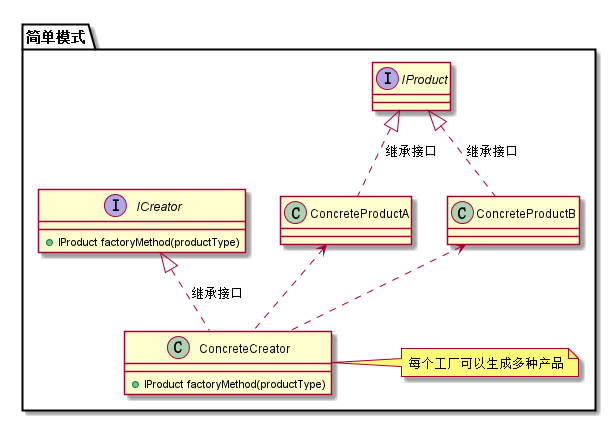 简单模式
I IProduct
继承接口
继承接口
I ICreator
IProduct factoryMethod(productType)
C ConcreteProductA
C ConcreteProductB
继承接口
C ConcreteCreator
IProduct factoryMethod(productType)
每个工厂可以生成多种产品